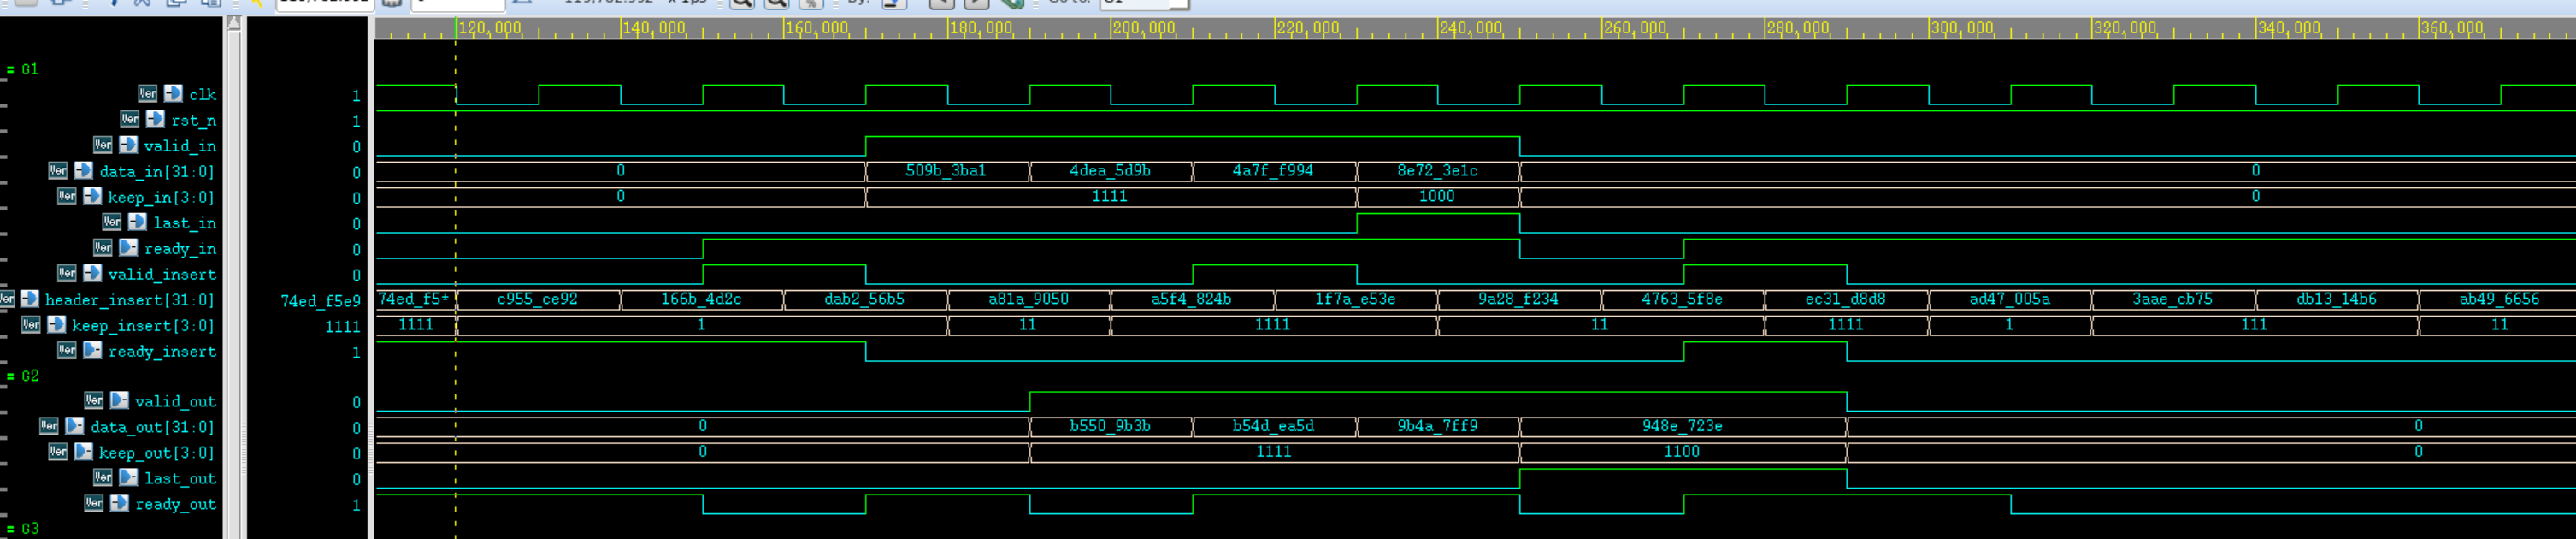 By:
G1
120,000 140,000 160,000 180,000 200,000 220,000 240,000 260,000 280,000 300,000 320,000 340,000 360,000
G1
Ver clk 1
Ver rst_n 1
Ver valid_in 0
Ver data_in[31:0] 0 0 509b_3ba1 4dea_5d9b 4a7f_f994 8e72_3e1c 0
Ver keep_in[3:0] 0 0 1111 1000 0
Ver last_in 0
Ver ready_in 0
Ver valid_insert 0
Ver header_insert[31:0] 74ed_f5e9 74ed_f5* c955_ce92 166b_4d2c dab2_56b5 a81a_9050 a5f4_824b 1f7a_e53e 9a28_f234 4763_5f8e ec31_d8d8 ad47_005a 3aae_cb75 db13_14b6 ab49_6656
Ver keep_insert[3:0] 1111 1111 1 11 1111 11 1111 1 111 11
Ver ready_insert 1
G2
Ver valid_out 0
Ver data_out[31:0] 0 0 b550_9b3b b54d_ea5d 9b4a_7ff9 948e_723e 0
Ver keep_out[3:0] 0 0 1111 1100 0
Ver last_out 0
Ver ready_out 1
G3